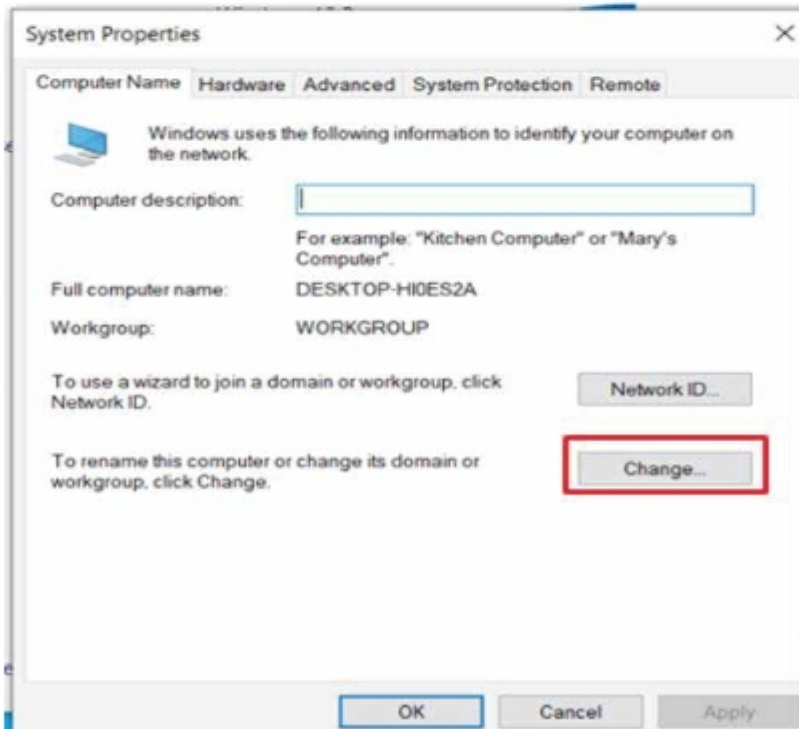 System Properties
Computer Name Hardware Advanced System Protection Remote
Windows uses the following information to identify your computer on
the network.
Computer description:
For example: "Kitchen Computer" or "Mary's
Computer".
Full computer name: DESKTOP-HI0ES2A
Workgroup: WORKGROUP
To use a wizard to join a domain or workgroup, click
Network ID.
Network ID...
To rename this computer or change its domain or
workgroup, click Change.
Change...
OK Cancel Apply